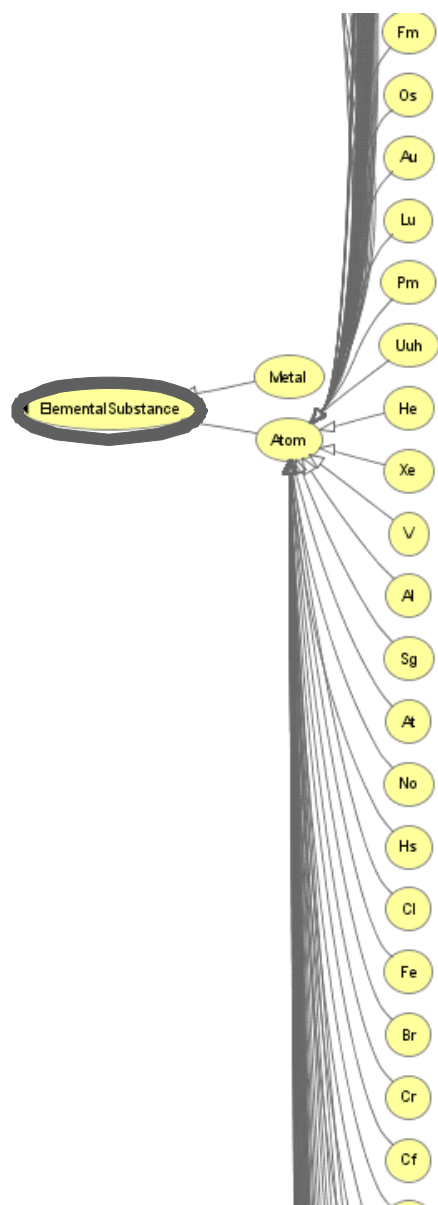 Fm
Os
Au
Lu
Pm
Uuh
Metal
ElementalSubstance
He
Atom
Xe
V
Al
Sg
At
No
Hs
Cl
Fe
Br
Cr
Cf